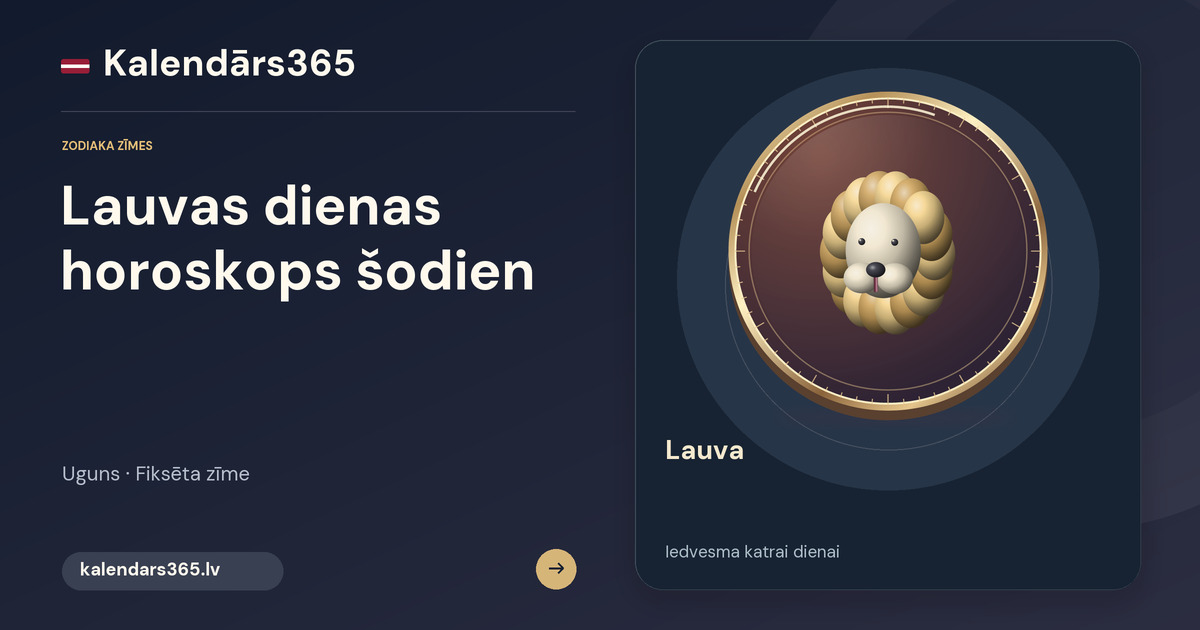 Kalendārs365
ZODIAKA ZĪMES
Lauvas dienas
horoskops šodien
Uguns · Fiksēta zīme
kalendars365.lv
→
Lauva
Iedvesma katrai dienai